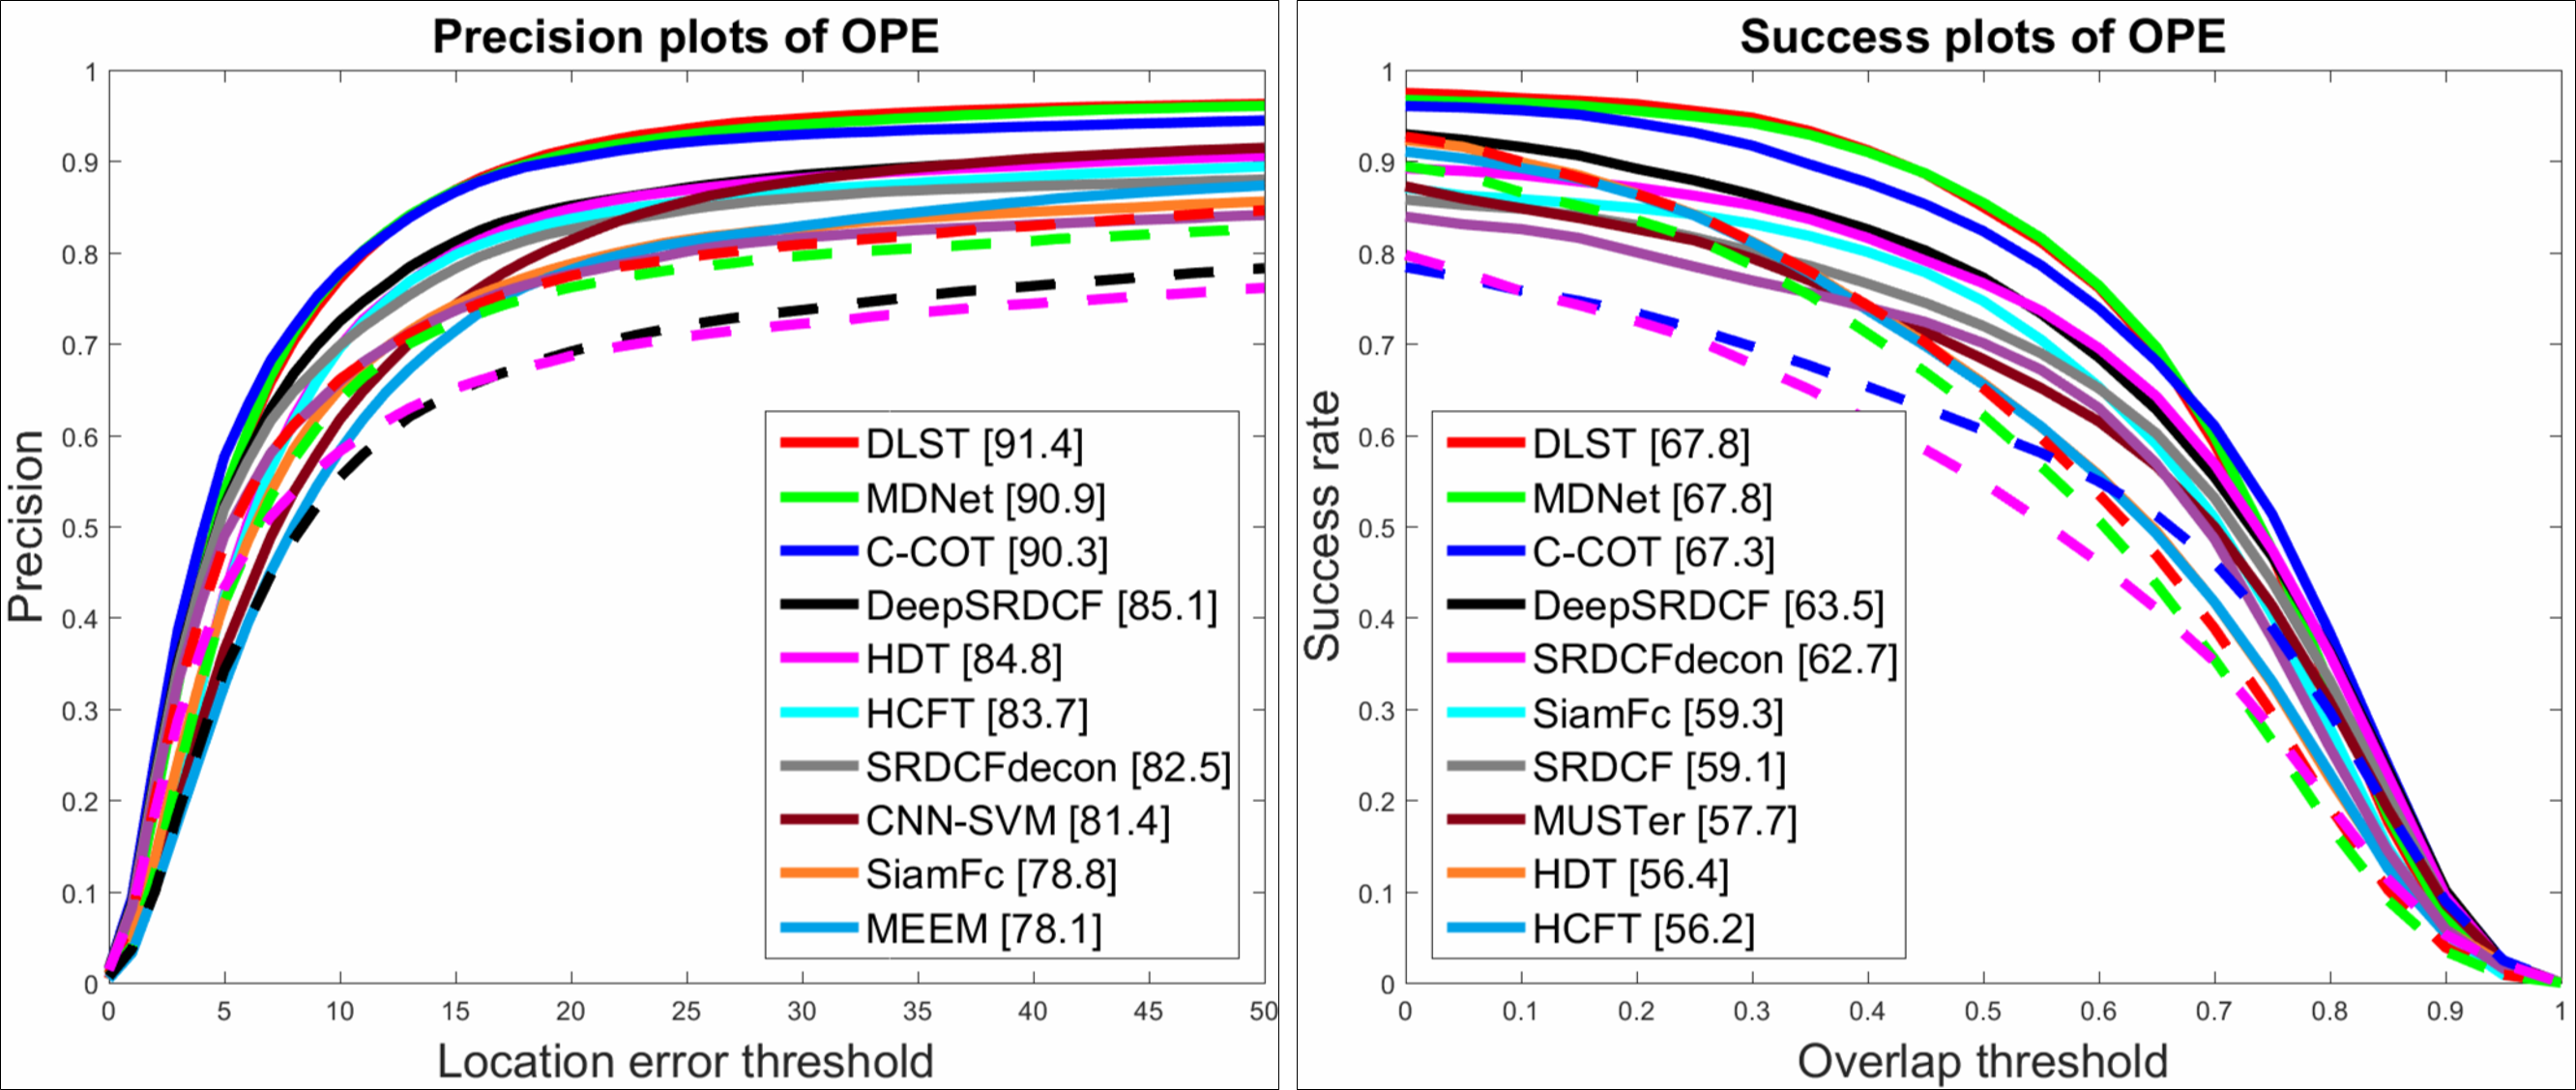 Precision plots of OPE
1
0.9
0.8
0.7
0.6
0.5
0.4
0.3
0.2
0.1
0
Precision
DLST [91.4]
MDNet [90.9]
C-COT [90.3]
DeepSRDCF [85.1]
HDT [84.8]
HCFT [83.7]
SRDCFdecon [82.5]
CNN-SVM [81.4]
SiamFc [78.8]
MEEM [78.1]
0 5 10 15 20 25 30 35 40 45 50
Location error threshold
Success plots of OPE
1
0.9
0.8
0.7
0.6
0.5
0.4
0.3
0.2
0.1
0
Success rate
DLST [67.8]
MDNet [67.8]
C-COT [67.3]
DeepSRDCF [63.5]
SRDCFdecon [62.7]
SiamFc [59.3]
SRDCF [59.1]
MUSTer [57.7]
HDT [56.4]
HCFT [56.2]
0 0.1 0.2 0.3 0.4 0.5 0.6 0.7 0.8 0.9 1
Overlap threshold